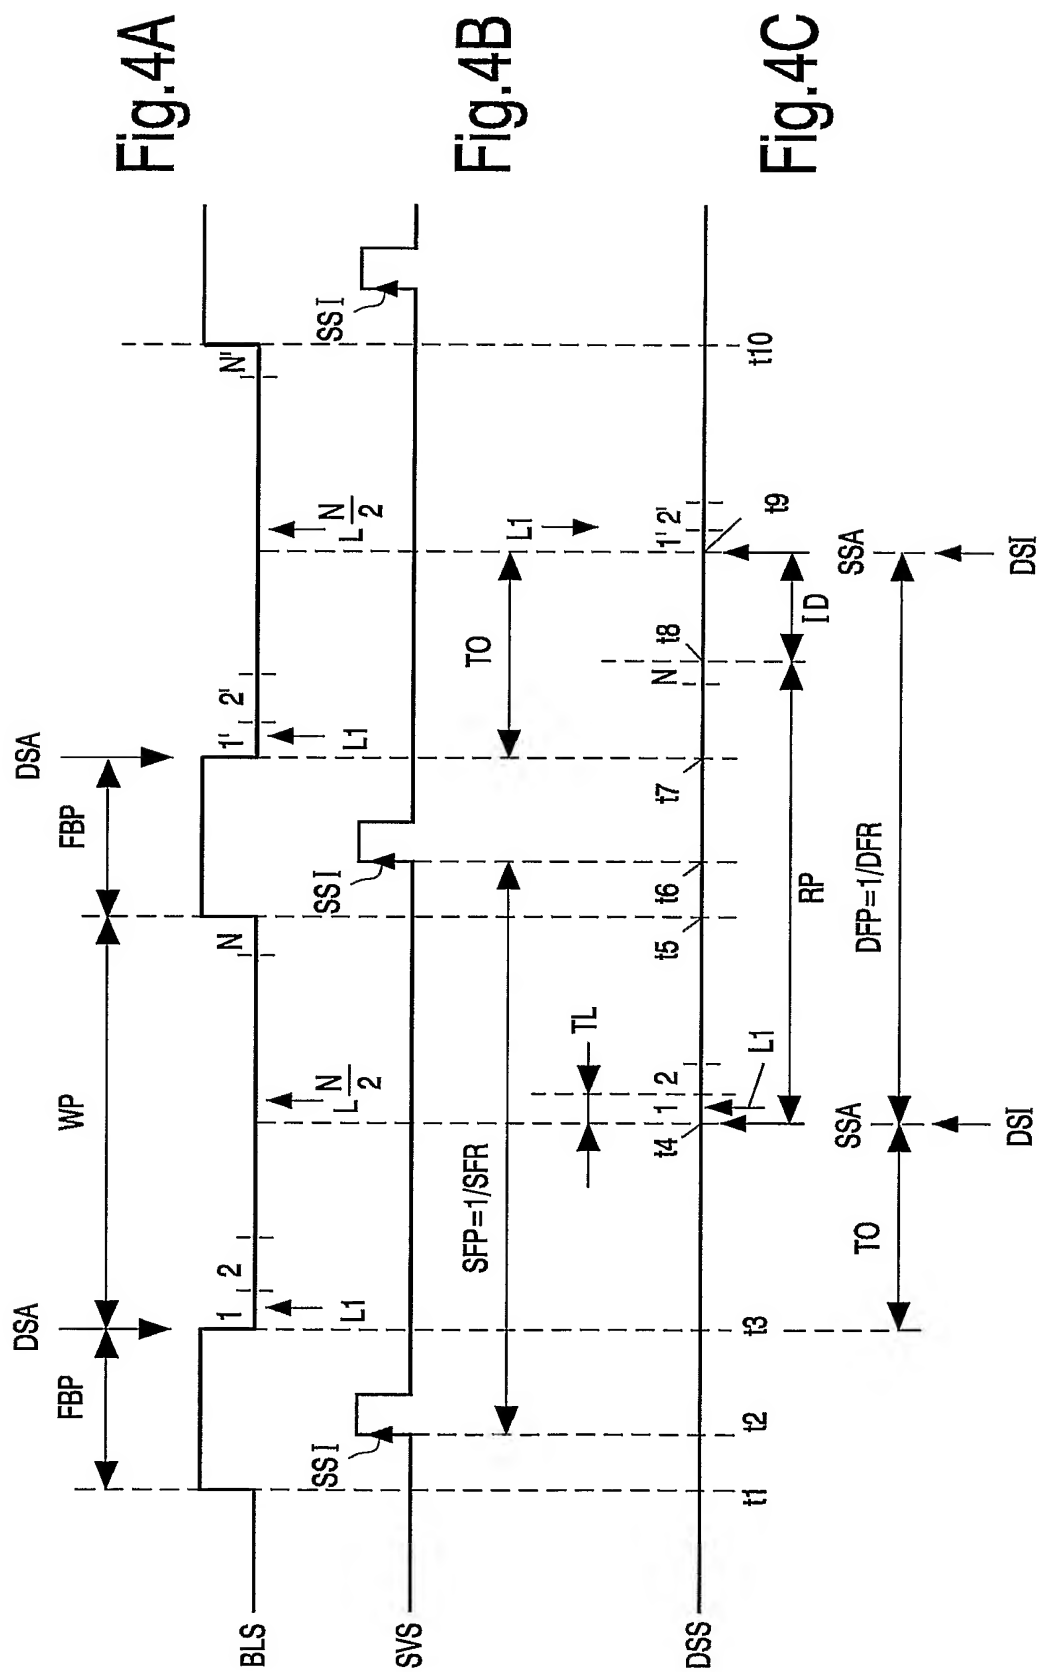 Fig.4A
DSA
DSA
FBP
WP
FBP
BLS
1
2
N
1'
2'
N'
L1
L N/2
L1
L N/2
Fig.4B
SVS
SSI
SSI
SSI
SFP=1/SFR
TO
L1
TL
Fig.4C
DSS
t4
1
2
N
t8
1'
2'
t1
t2
t3
L1
t5
t6
t7
t9
t10
RP
ID
SSA
SSA
TO
DFP=1/DFR
DSI
DSI